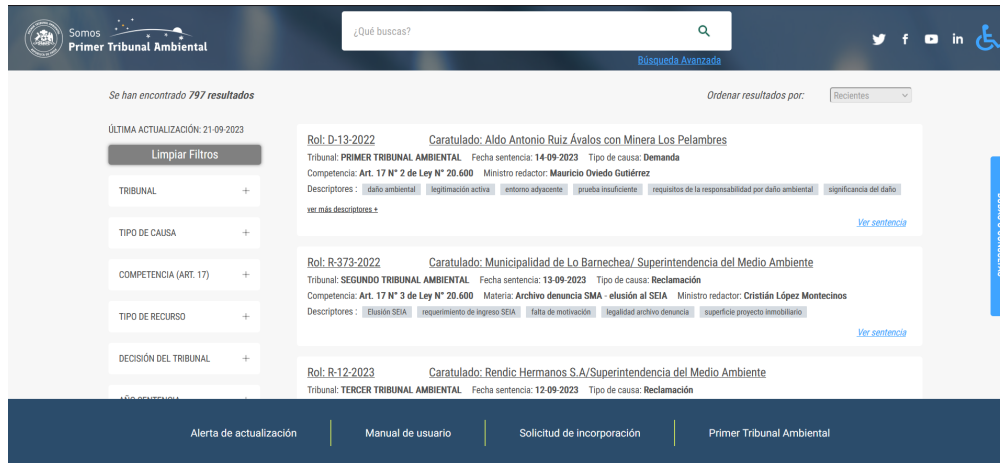 Somos
Primer Tribunal Ambiental
¿Qué buscas?
Búsqueda Avanzada
Se han encontrado 797 resultados
Ordenar resultados por: Recientes
ÚLTIMA ACTUALIZACIÓN: 21-09-2023
Limpiar Filtros
TRIBUNAL +
TIPO DE CAUSA +
COMPETENCIA (ART. 17) +
TIPO DE RECURSO +
DECISIÓN DEL TRIBUNAL +
AÑO SENTENCIA
Rol: D-13-2022 Caratulado: Aldo Antonio Ruiz Ávalos con Minera Los Pelambres
Tribunal: PRIMER TRIBUNAL AMBIENTAL Fecha sentencia: 14-09-2023 Tipo de causa: Demanda
Competencia: Art. 17 N° 2 de Ley N° 20.600 Ministro redactor: Mauricio Oviedo Gutiérrez
Descriptores : daño ambiental legitimación activa entorno adyacente prueba insuficiente requisitos de la responsabilidad por daño ambiental significancia del daño
ver más descriptores +
Ver sentencia
Rol: R-373-2022 Caratulado: Municipalidad de Lo Barnechea/ Superintendencia del Medio Ambiente
Tribunal: SEGUNDO TRIBUNAL AMBIENTAL Fecha sentencia: 13-09-2023 Tipo de causa: Reclamación
Competencia: Art. 17 N° 3 de Ley N° 20.600 Materia: Archivo denuncia SMA - elusión al SEIA Ministro redactor: Cristián López Montecinos
Descriptores : Elusión SEIA requerimiento de ingreso SEIA falta de motivación legalidad archivo denuncia superficie proyecto inmobiliario
Ver sentencia
Rol: R-12-2023 Caratulado: Rendic Hermanos S.A/Superintendencia del Medio Ambiente
Tribunal: TERCER TRIBUNAL AMBIENTAL Fecha sentencia: 12-09-2023 Tipo de causa: Reclamación
Alerta de actualización Manual de usuario Solicitud de incorporación Primer Tribunal Ambiental